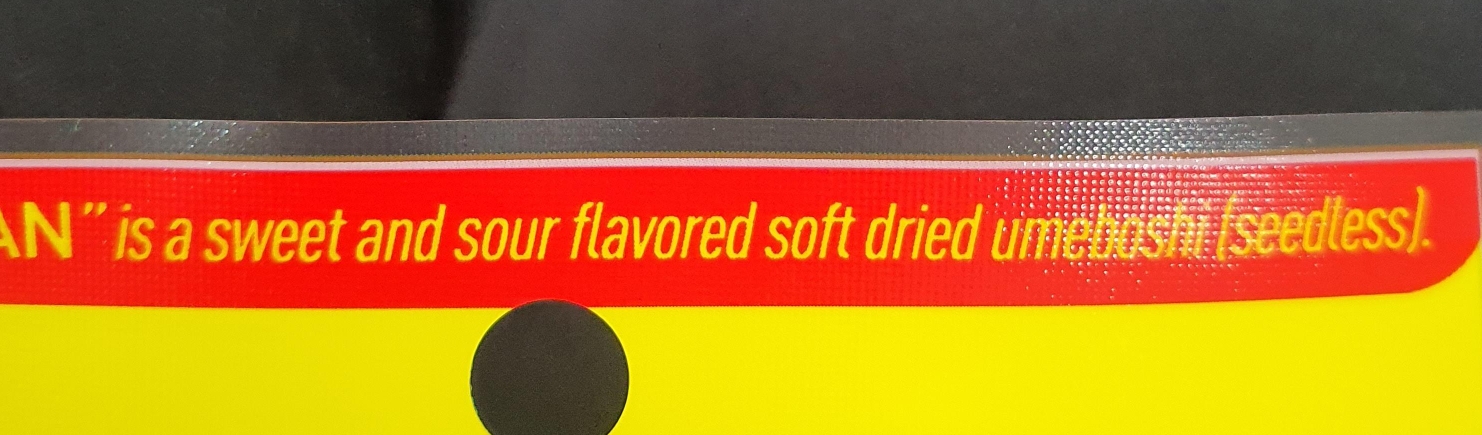 AN” is a sweet and sour flavored soft dried umeboshi (seedless).